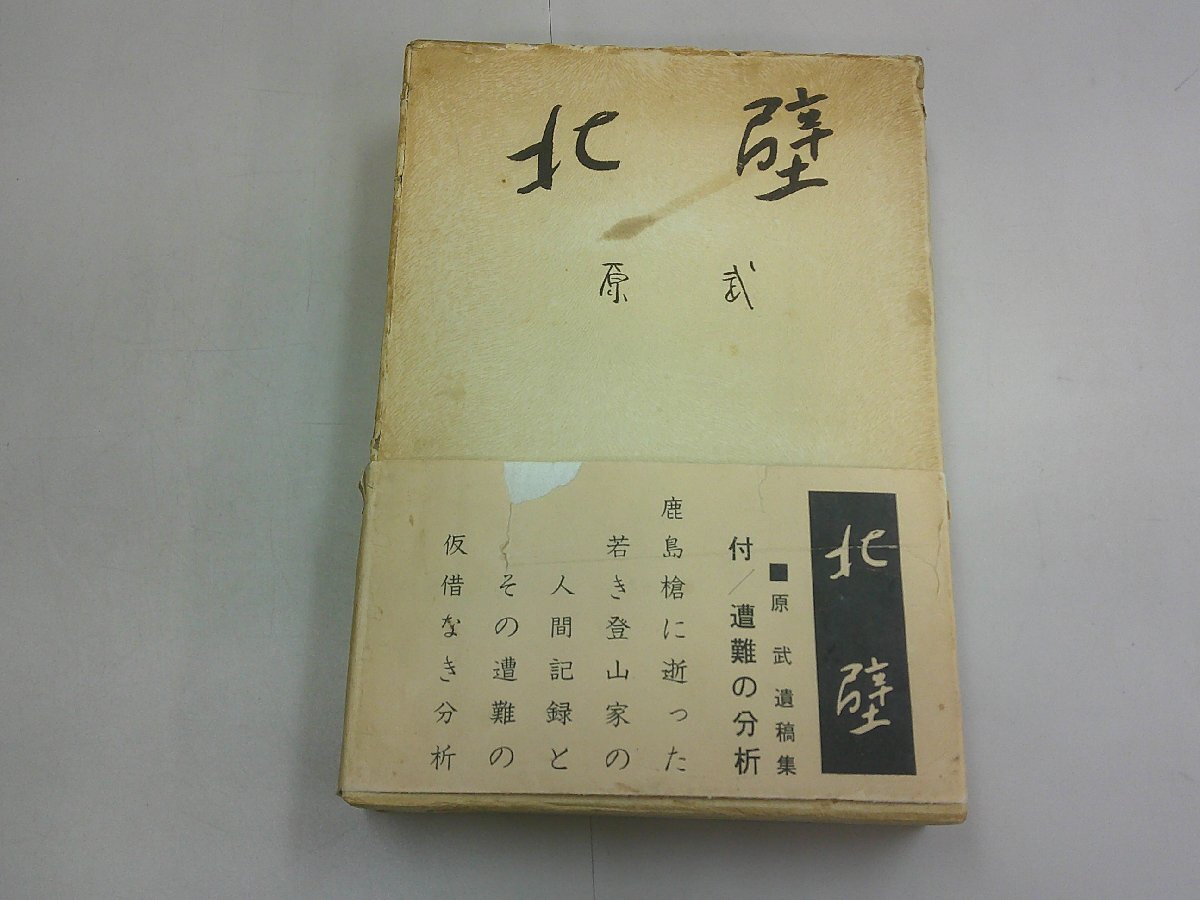 北壁
原武
北壁
■原武遺稿集
付/遭難の分析
鹿島槍に逝った
若き登山家の
人間記録と
その遭難の
仮借なき分析